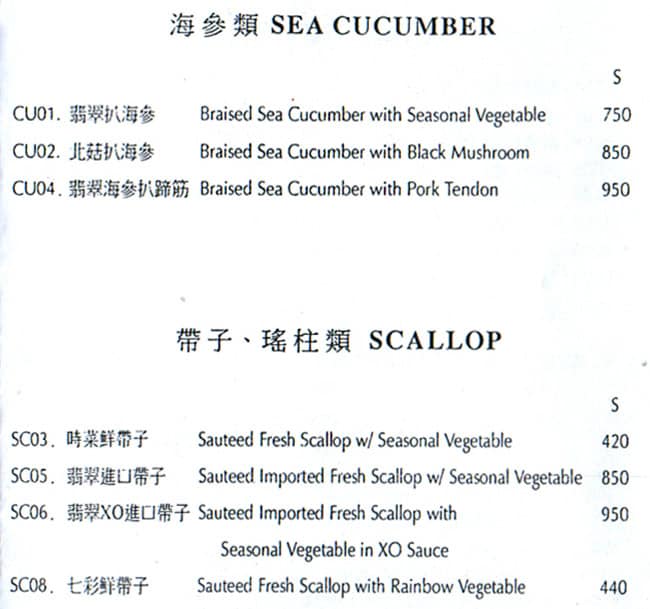 海參類 SEA CUCUMBER
S
CU01. 翡翠扒海參 Braised Sea Cucumber with Seasonal Vegetable 750
CU02. 北菇扒海參 Braised Sea Cucumber with Black Mushroom 850
CU04. 翡翠海參扒蹄筋 Braised Sea Cucumber with Pork Tendon 950
帶子、瑤柱類 SCALLOP
S
SC03. 時菜鮮帶子 Sauteed Fresh Scallop w/ Seasonal Vegetable 420
SC05. 翡翠進口帶子 Sauteed Imported Fresh Scallop w/ Seasonal Vegetable 850
SC06. 翡翠XO進口帶子 Sauteed Imported Fresh Scallop with 950
Seasonal Vegetable in XO Sauce
SC08. 七彩鮮帶子 Sauteed Fresh Scallop with Rainbow Vegetable 440